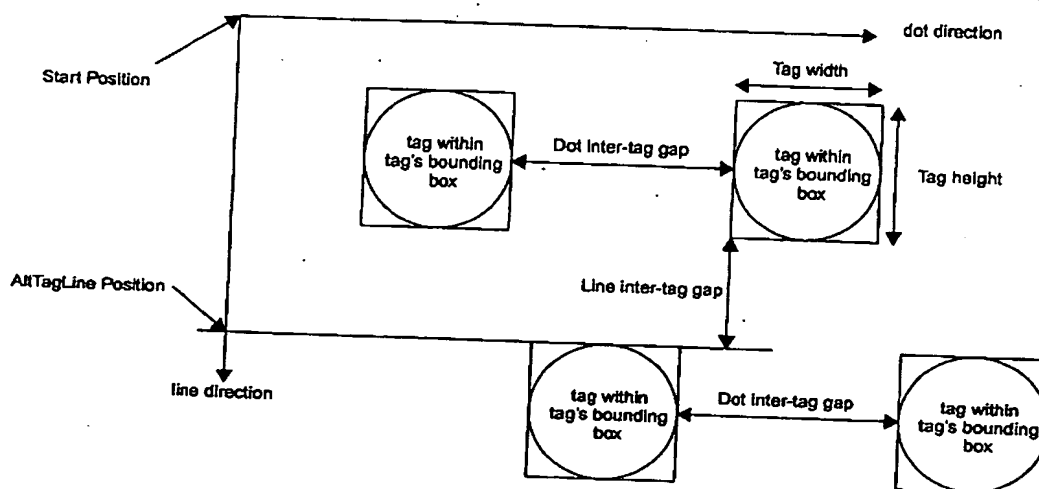 dot direction
Start Position
Tag width
tag within
tag's bounding
box
Dot inter-tag gap
tag within
tag's bounding
box
Tag height
AltTagLine Position
Line inter-tag gap
line direction
tag within
tag's bounding
box
Dot inter-tag gap
tag within
tag's bounding
box